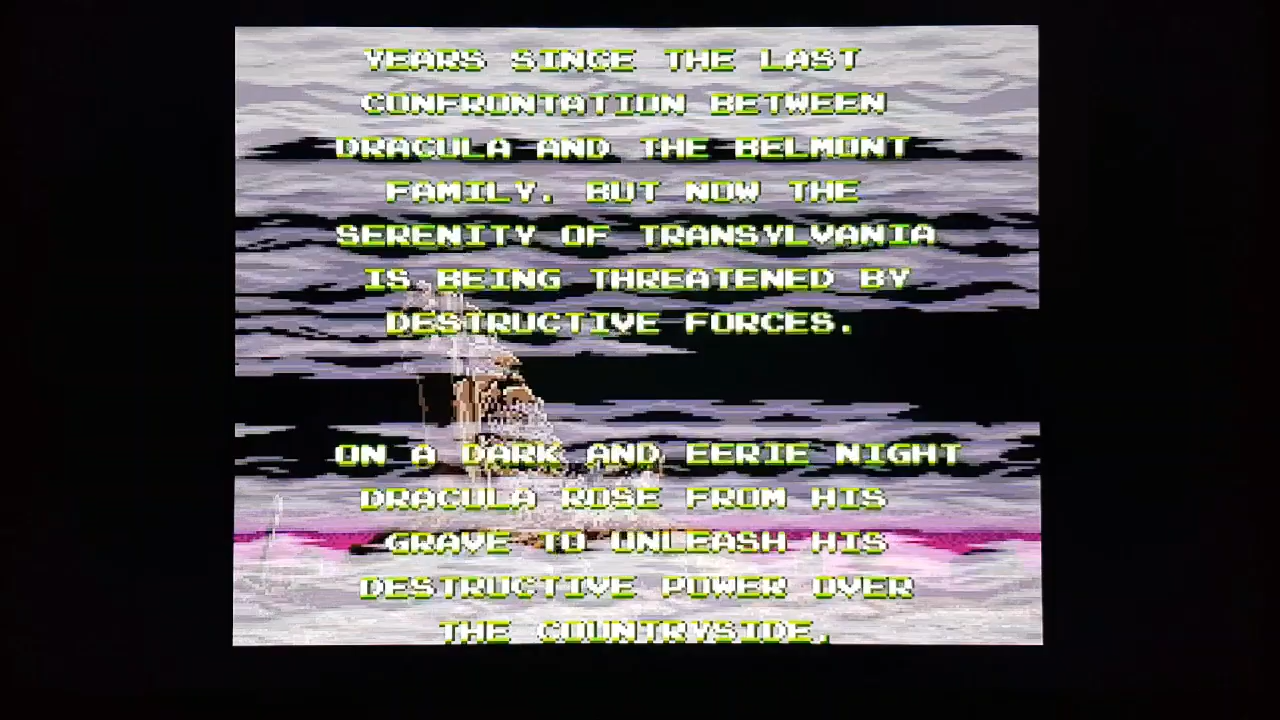 YEARS SINCE THE LAST
CONFRONTATION BETWEEN
DRACULA AND THE BELMONT
FAMILY. BUT NOW THE
SERENITY OF TRANSYLVANIA
IS BEING THREATENED BY
DESTRUCTIVE FORCES.
ON A DARK AND EERIE NIGHT
DRACULA ROSE FROM HIS
GRAVE TO UNLEASH HIS
DESTRUCTIVE POWER OVER
THE COUNTRYSIDE,